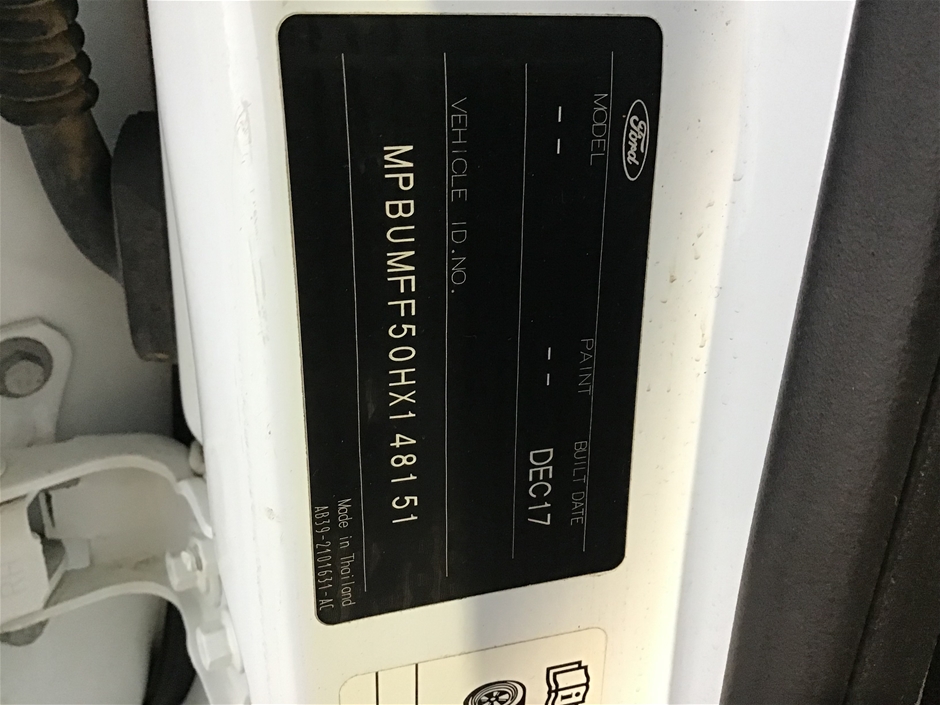 Ford
MODEL PAINT BUILT DATE
-- -- DEC17
VEHICLE ID.NO.
MPBUMFF50HX148151
Made in Thailand
AB39-2101631-AC